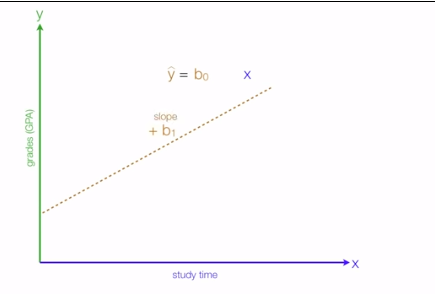 y
ŷ = b₀ x
slope
+ b₁
grades (GPA)
x
study time